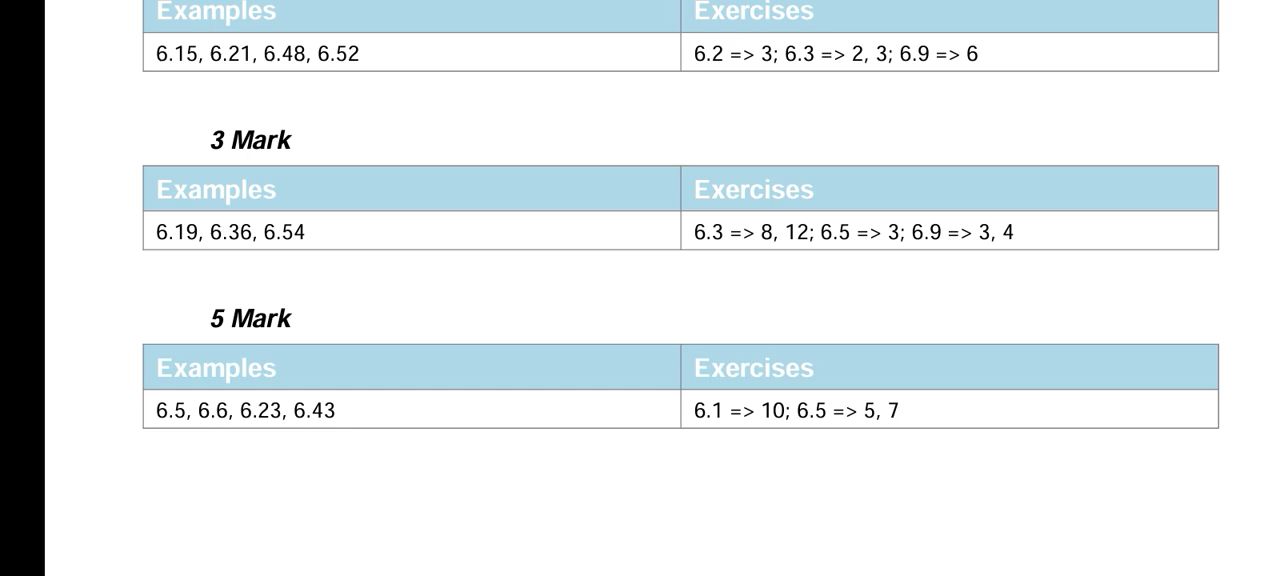 Examples Exercises
6.15, 6.21, 6.48, 6.52 6.2 => 3; 6.3 => 2, 3; 6.9 => 6
3 Mark
Examples Exercises
6.19, 6.36, 6.54 6.3 => 8, 12; 6.5 => 3; 6.9 => 3, 4
5 Mark
Examples Exercises
6.5, 6.6, 6.23, 6.43 6.1 => 10; 6.5 => 5, 7